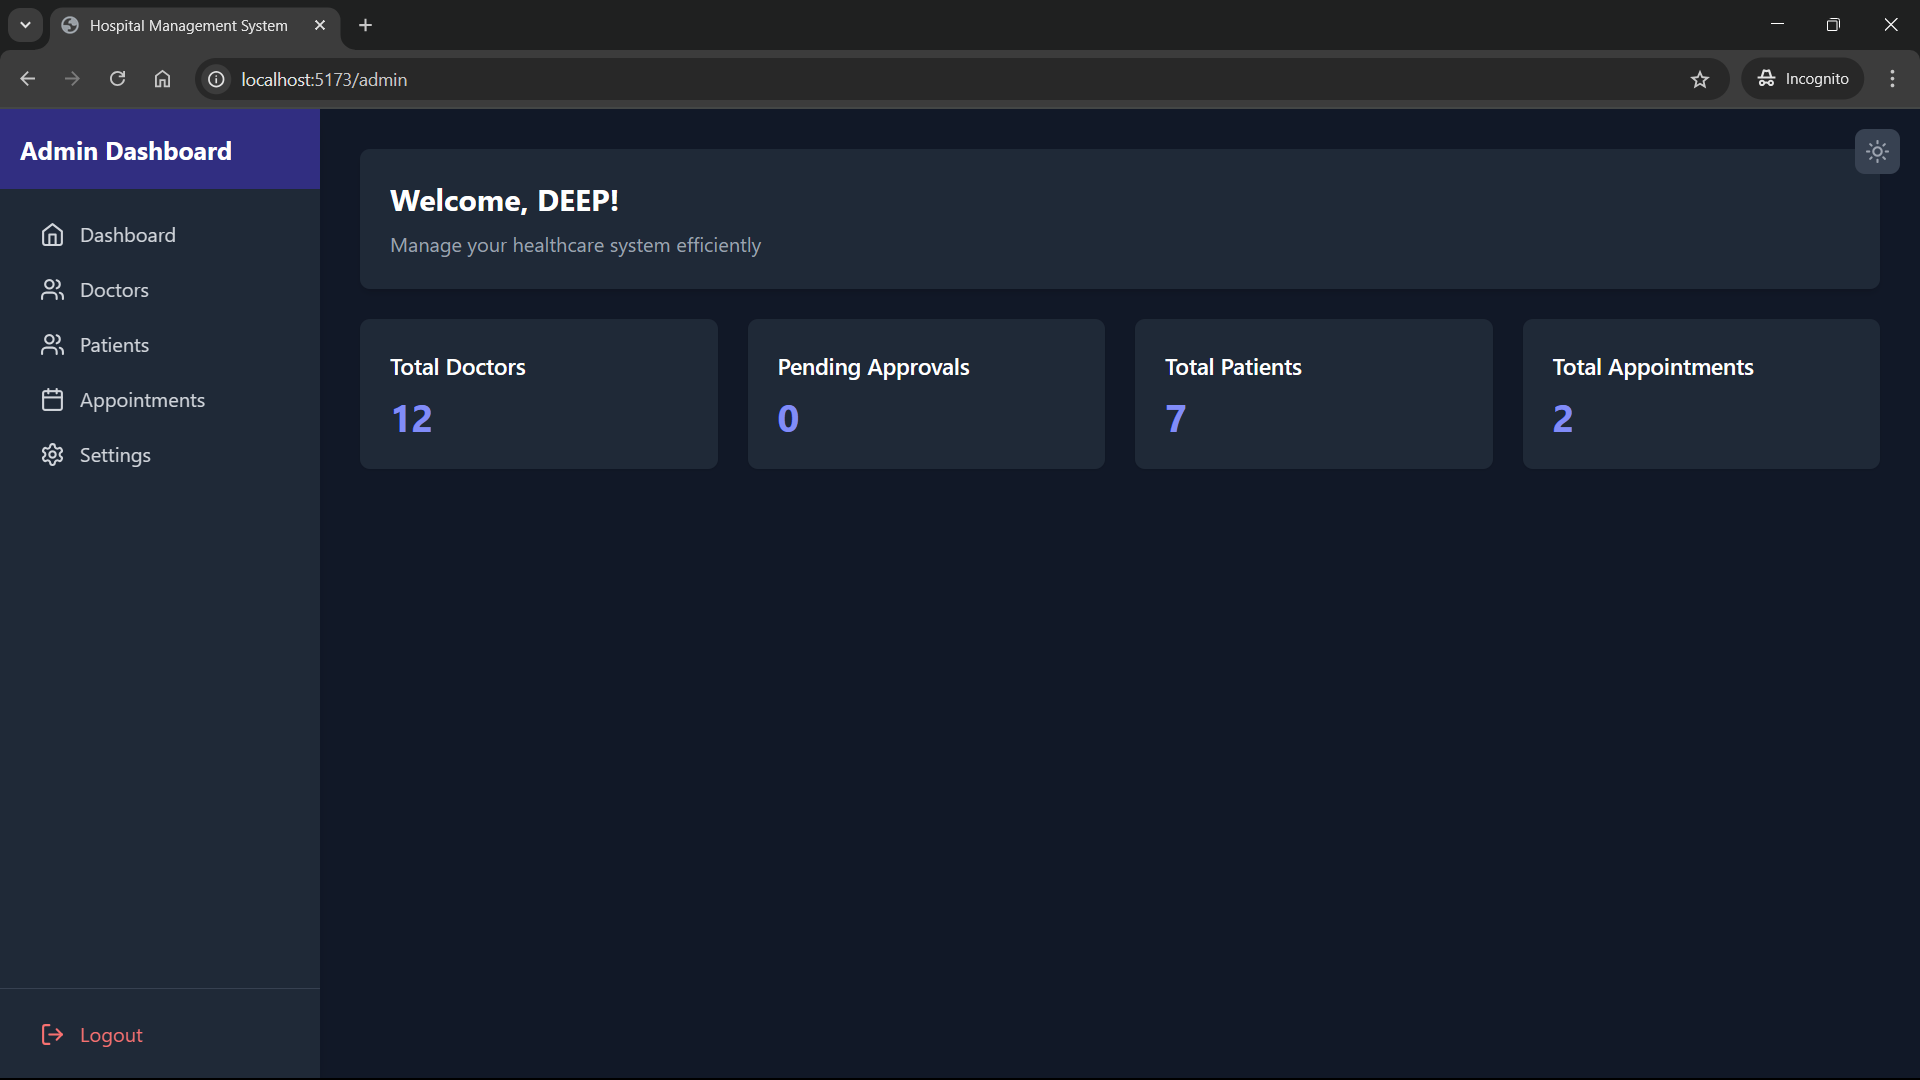 Hospital Management System
localhost:5173/admin
Incognito
Admin Dashboard
Dashboard
Doctors
Patients
Appointments
Settings
Logout
Welcome, DEEP!
Manage your healthcare system efficiently
Total Doctors
12
Pending Approvals
0
Total Patients
7
Total Appointments
2